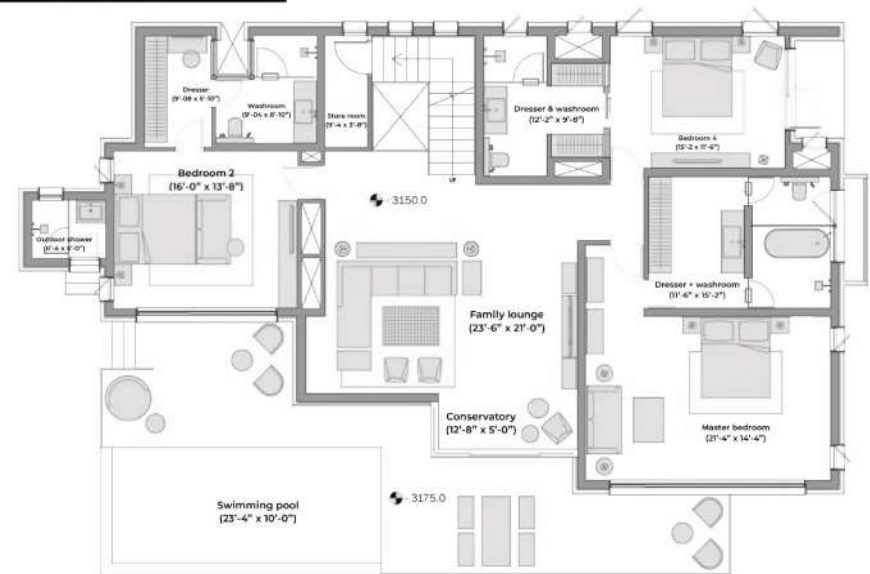 Dresser
(9'-08 x 5'-10")
Washroom
(9'-04 x 8'-10")
Store room
(9'-4 x 3'-8")
UP
Dresser & washroom
(12'-2" x 9'-8")
Bedroom 4
(15'-2 x 11'-6")
Bedroom 2
(16'-0" x 13'-8")
- 3150.0
Outdoor shower
Dresser + washroom
(11'-6" x 15'-2")
Family lounge
(23'-6" x 21'-0")
Conservatory
(12'-8" x 5'-0")
Master bedroom
(21'-4" x 14'-4")
Swimming pool
(23'-4" x 10'-0")
- 3175.0